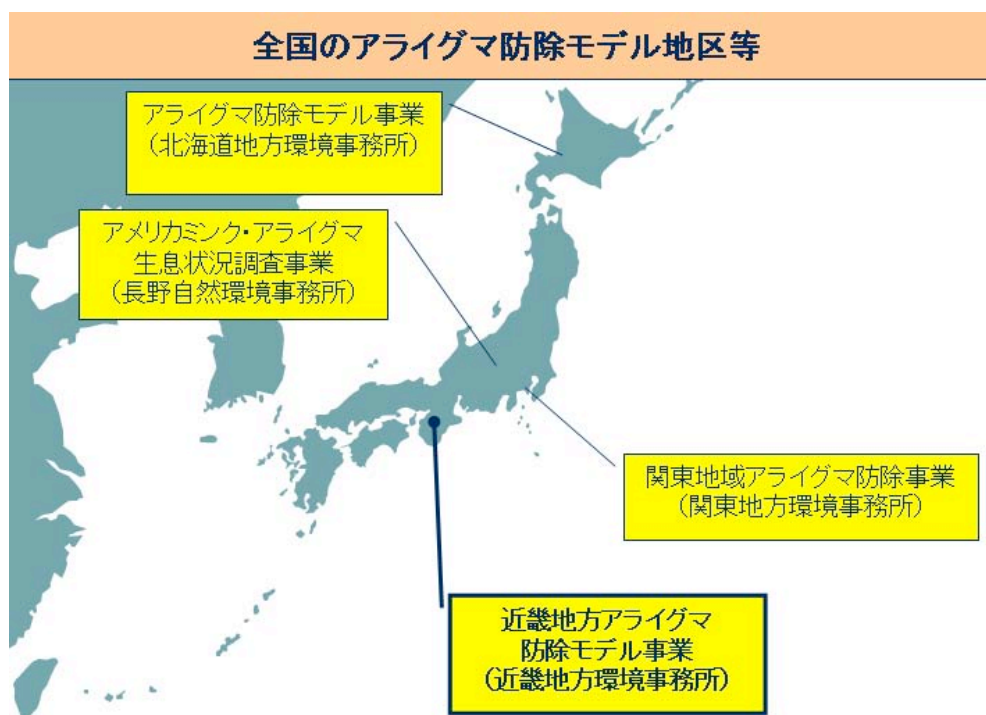 全国のアライグマ防除モデル地区等
アライグマ防除モデル事業
(北海道地方環境事務所)
アメリカミンク・アライグマ
生息状況調査事業
(長野自然環境事務所)
関東地域アライグマ防除事業
(関東地方環境事務所)
近畿地方アライグマ
防除モデル事業
(近畿地方環境事務所)